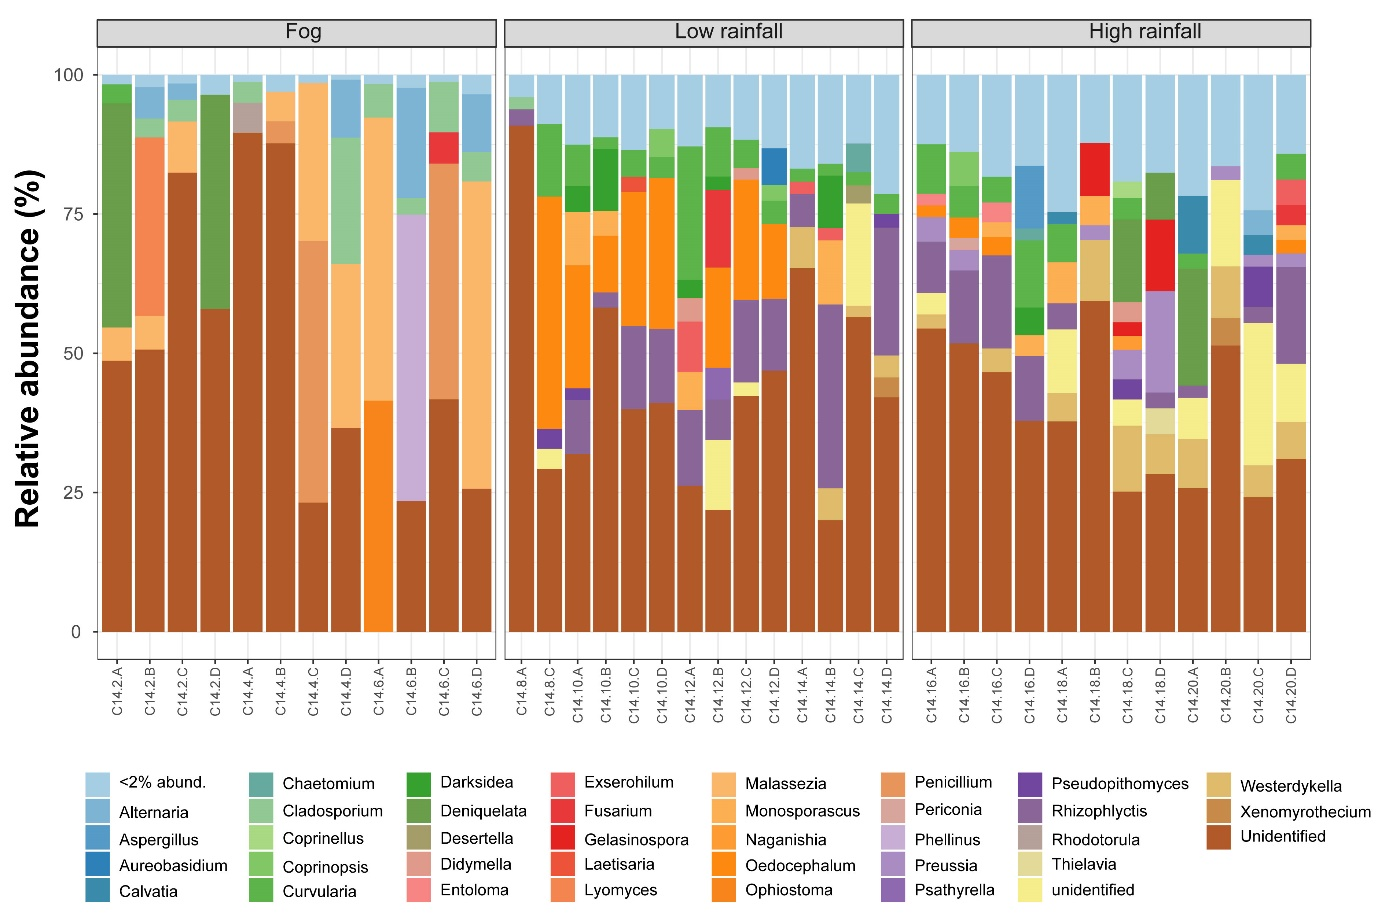 Fog
Low rainfall
High rainfall
Relative abundance (%)
100
75
50
25
0
C14.2.A
C14.2.B
C14.2.C
C14.2.D
C14.4.A
C14.4.B
C14.4.C
C14.4.D
C14.6.A
C14.6.B
C14.6.C
C14.6.D
C14.8.A
C14.8.C
C14.10.A
C14.10.B
C14.10.C
C14.10.D
C14.12.A
C14.12.B
C14.12.C
C14.12.D
C14.14.A
C14.14.B
C14.14.C
C14.14.D
C14.16.A
C14.16.B
C14.16.C
C14.16.D
C14.18.A
C14.18.B
C14.18.C
C14.18.D
C14.20.A
C14.20.B
C14.20.C
C14.20.D
<2% abund.
Alternaria
Aspergillus
Aureobasidium
Calvatia
Chaetomium
Cladosporium
Coprinellus
Coprinopsis
Curvularia
Darksidea
Deniquelata
Desertella
Didymella
Entoloma
Exserohilum
Fusarium
Gelasinospora
Laetisaria
Lyomyces
Malassezia
Monosporascus
Naganishia
Oedocephalum
Ophiostoma
Penicillium
Periconia
Phellinus
Preussia
Psathyrella
Pseudopithomyces
Rhizophlyctis
Rhodotorula
Thielavia
unidentified
Westerdykella
Xenomyrothecium
Unidentified